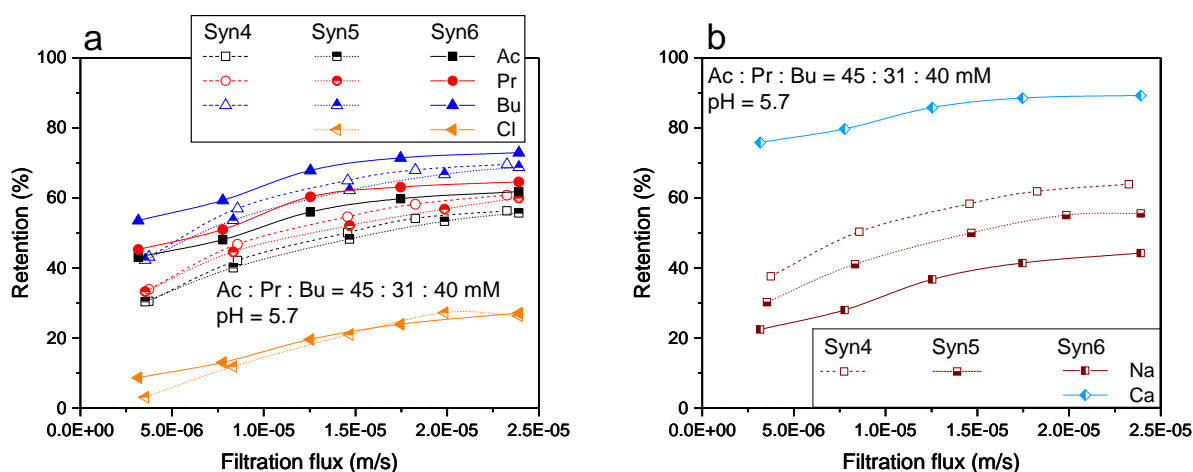 a
Syn4 Syn5 Syn6
Ac
Pr
Bu
Cl
100
80
60
40
20
0
Retention (%)
Ac : Pr : Bu = 45 : 31 : 40 mM
pH = 5.7
0.0E+00 5.0E-06 1.0E-05 1.5E-05 2.0E-05 2.5E-05
Filtration flux (m/s)
b
Ac : Pr : Bu = 45 : 31 : 40 mM
pH = 5.7
100
80
60
40
20
0
Retention (%)
Syn4 Syn5 Syn6
Na
Ca
0.0E+00 5.0E-06 1.0E-05 1.5E-05 2.0E-05 2.5E-05
Filtration flux (m/s)